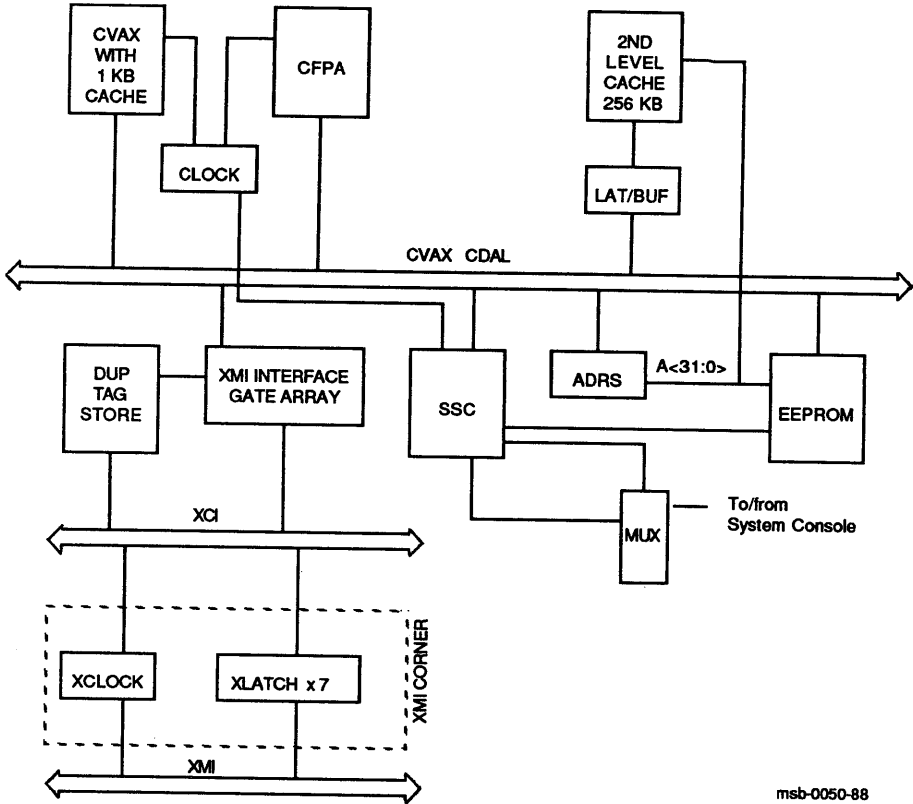 CVAX
WITH
1 KB
CACHE
CFPA
2ND
LEVEL
CACHE
256 KB
CLOCK
LAT/BUF
CVAX CDAL
DUP
TAG
STORE
XMI INTERFACE
GATE ARRAY
SSC
ADRS
A<31:0>
EEPROM
MUX
To/from
System Console
XCI
XCLOCK
XLATCH x 7
XMI CORNER
XMI
msb-0050-88